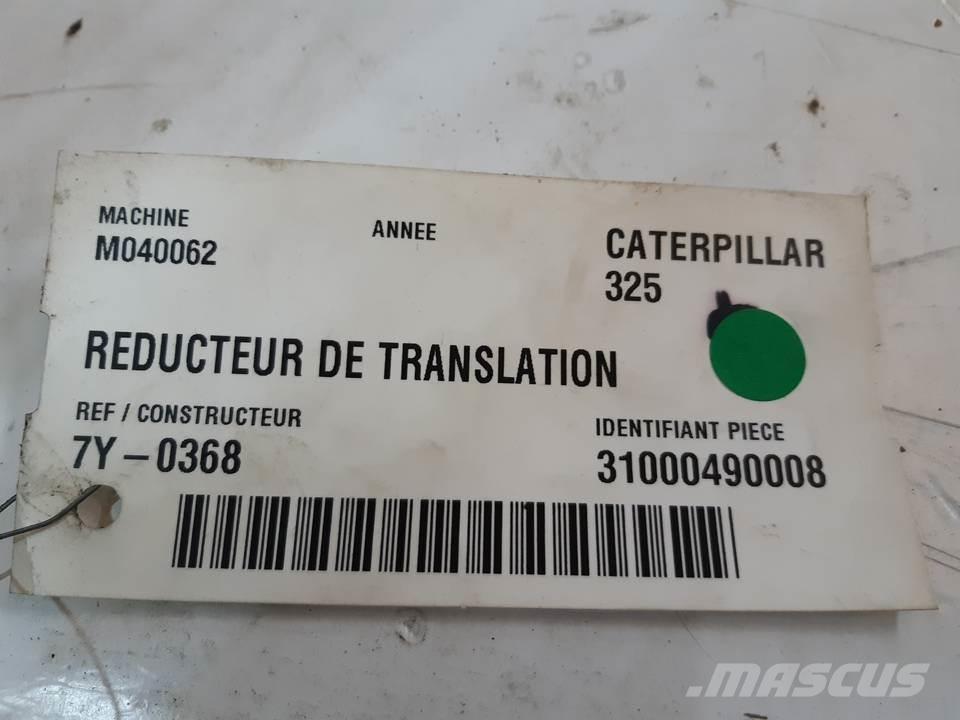 MACHINE
M040062
ANNEE
CATERPILLAR
325
REDUCTEUR DE TRANSLATION
REF / CONSTRUCTEUR
7Y-0368
IDENTIFIANT PIECE
31000490008
MASCUS